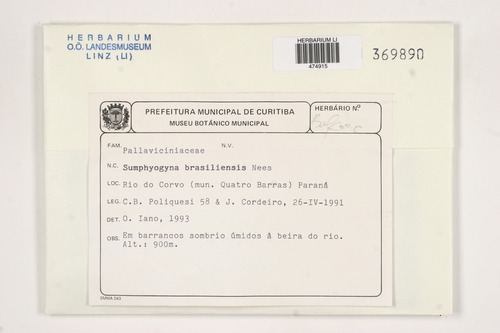 HERBARIUM
O.Ö. LANDESMUSEUM
LINZ (LI)
HERBARIUM LI
474915
369890
PREFEITURA MUNICIPAL DE CURITIBA
MUSEU BOTÁNICO MUNICIPAL
HERBÁRIO Nº
FAM. Pallaviciniaceae N.V.
N.C. Sumphyogyna brasiliensis Nees
LOC. Rio do Corvo (mun. Quatro Barras) Paraná
LEG. C.B. Poliquesi 58 & J. Cordeiro, 26-IV-1991
DET. O. Iano, 1993
OBS. Em barrancos sombrio úmidos à beira do rio.
Alt.: 900m.